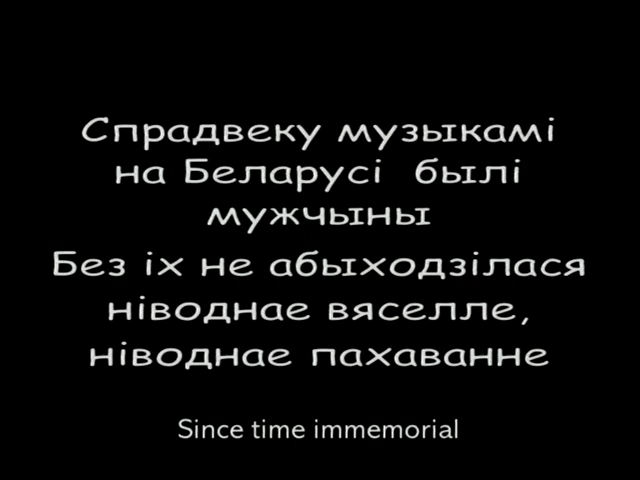 Спрадвеку музыкамі
на Беларусі былі
мужчыны
Без іх не абыходзілася
ніводнае вяселле,
ніводнае пахаванне
Since time immemorial